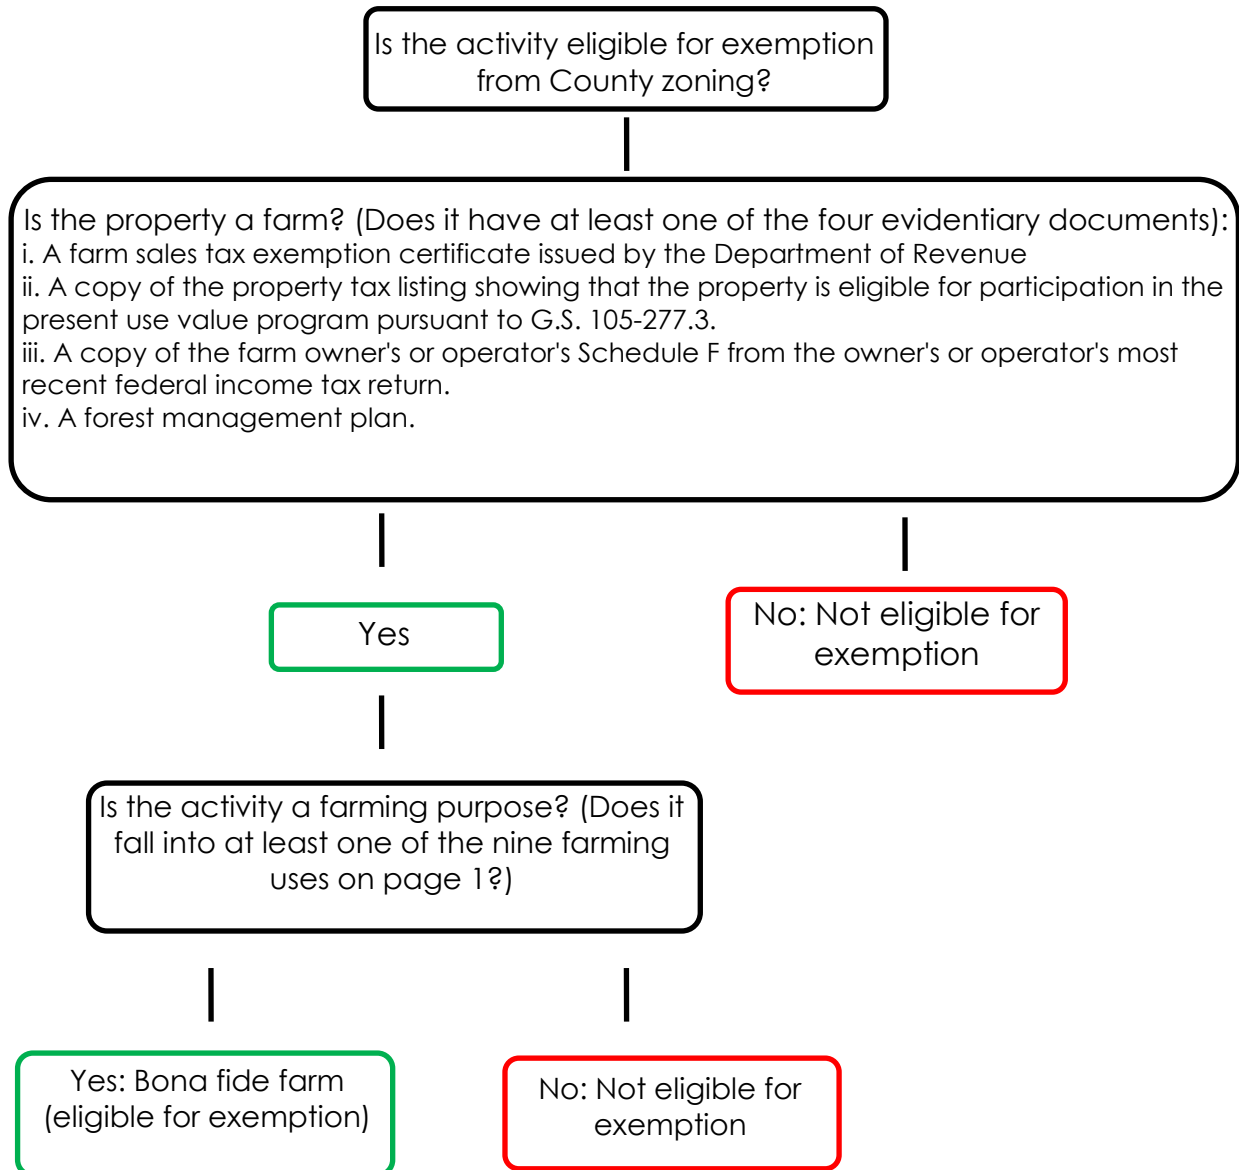 Is the activity eligible for exemption
from County zoning?
Is the property a farm? (Does it have at least one of the four evidentiary documents):
i. A farm sales tax exemption certificate issued by the Department of Revenue
ii. A copy of the property tax listing showing that the property is eligible for participation in the
present use value program pursuant to G.S. 105-277.3.
iii. A copy of the farm owner's or operator's Schedule F from the owner's or operator's most
recent federal income tax return.
iv. A forest management plan.
Yes
No: Not eligible for
exemption
Is the activity a farming purpose? (Does it
fall into at least one of the nine farming
uses on page 1?)
Yes: Bona fide farm
(eligible for exemption)
No: Not eligible for
exemption